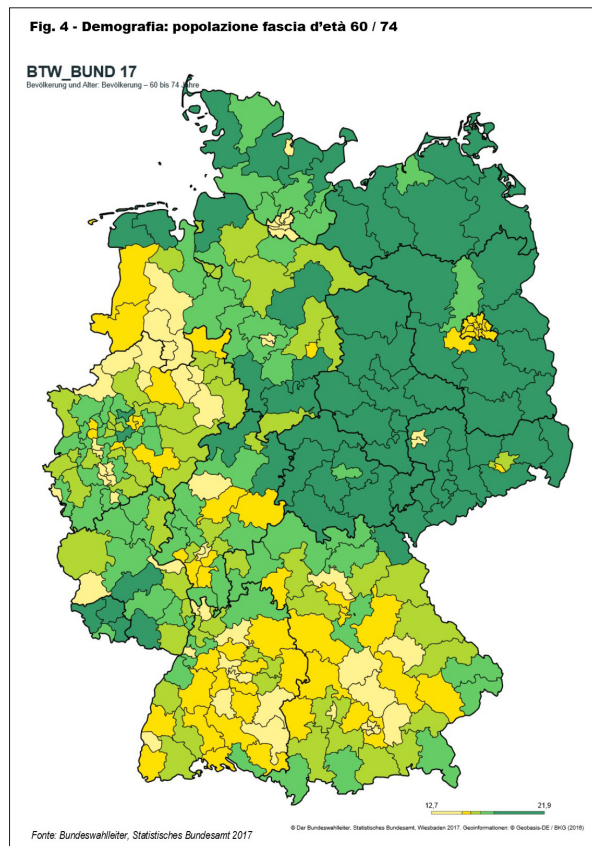 Fig. 4 - Demografia: popolazione fascia d’età 60 / 74
BTW_BUND 17
Bevölkerung und Alter: Bevölkerung – 60 bis 74 Jahre
12,7 21,9
© Der Bundeswahlleiter, Statistisches Bundesamt, Wiesbaden 2017, Geoinformationen: © Geobasis-DE / BKG (2016)
Fonte: Bundeswahlleiter, Statistisches Bundesamt 2017